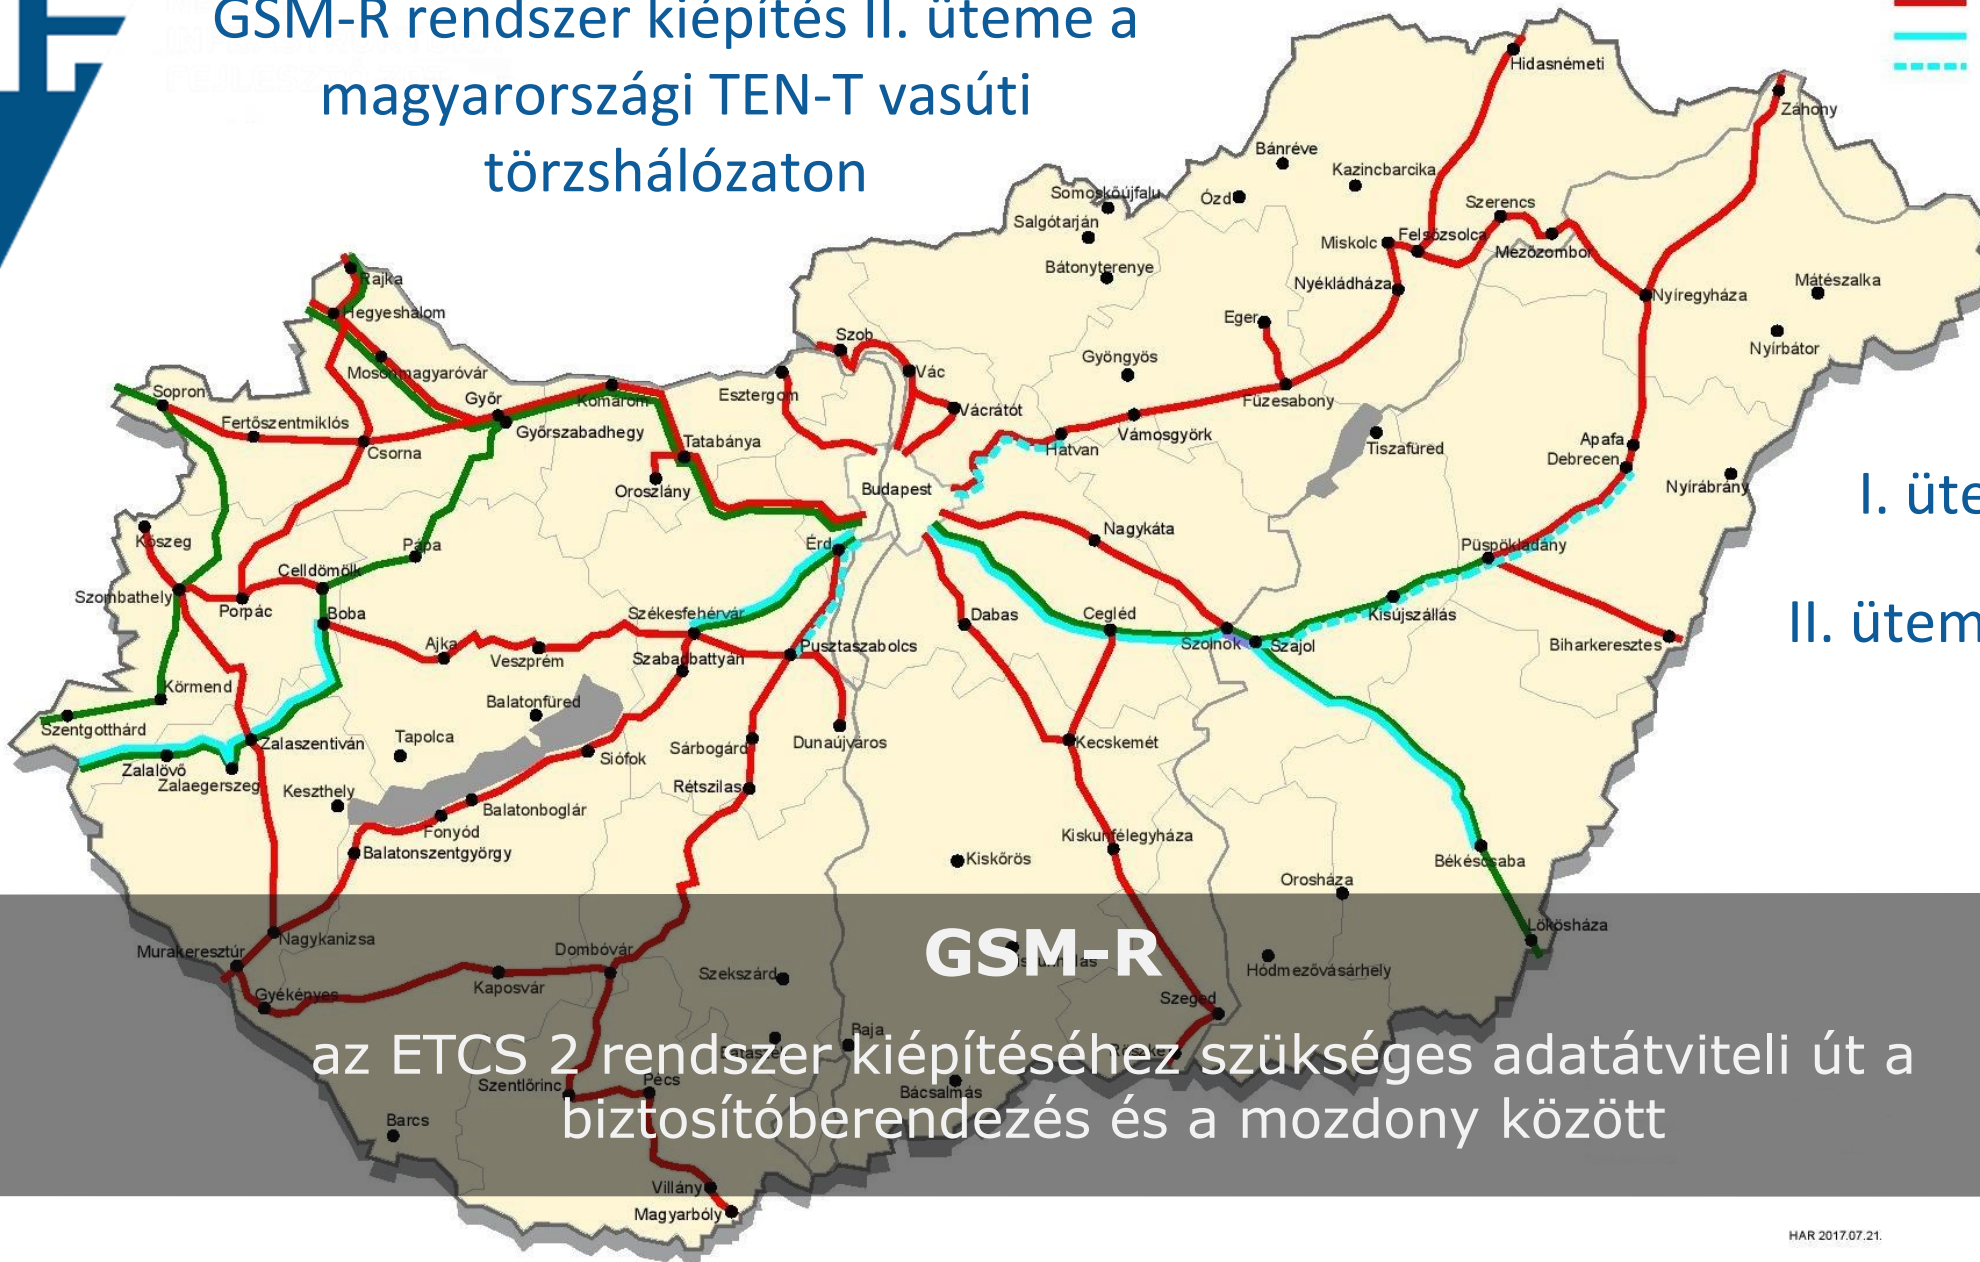 GSM-R rendszer kiépítés II. üteme a
magyarországi TEN-T vasúti
törzshálózaton
Hidasnémeti
Záhony
Bánréve
Kazincbarcika
Ózd
Somoskőújfalu
Salgótarján
Szerencs
Miskolc
Felsőzsolca
Mezőzombor
Bátonyterenye
Nyékládháza
Mátészalka
Nyíregyháza
Rajka
Hegyeshalom
Eger
Szob
Nyírbátor
Gyöngyös
Mosonmagyaróvár
Vác
Sopron
Győr
Komárom
Esztergom
Füzesabony
Fertőszentmiklós
Győrszabadhegy
Vácrátót
Vámosgyörk
Csorna
Tatabánya
Hatvan
Tiszafüred
Apafa
Debrecen
Oroszlány
Budapest
Nyírábrány
I. üte
Kőszeg
Pápa
Érd
Nagykáta
Püspökladány
Celldömölk
Szombathely
Porpác
Boba
Székesfehérvár
Dabas
Cegléd
Kisújszállás
II. ütem
Ajka
Veszprém
Szabadbattyán
Pusztaszabolcs
Szolnok
Szajol
Biharkeresztes
Körmend
Balatonfüred
Szentgotthárd
Zalaszentiván
Tapolca
Sárbogárd
Dunaújváros
Kecskemét
Zalalövő
Zalaegerszeg
Keszthely
Siófok
Rétszilas
Balatonboglár
Fonyód
Kiskunfélegyháza
Balatonszentgyörgy
Kiskőrös
Békéscsaba
Orosháza
Lökösháza
Murakeresztúr
Nagykanizsa
Dombóvár
GSM-R
Szekszárd
Hódmezővásárhely
Kaposvár
Gyékényes
Szeged
Baja
Röszke
az ETCS 2 rendszer kiépítéséhez szükséges adatátviteli út a
Szentlőrinc
Pécs
Bácsalmás
biztosítóberendezés és a mozdony között
Barcs
Villány
Magyarbóly
HAR 2017.07.21.